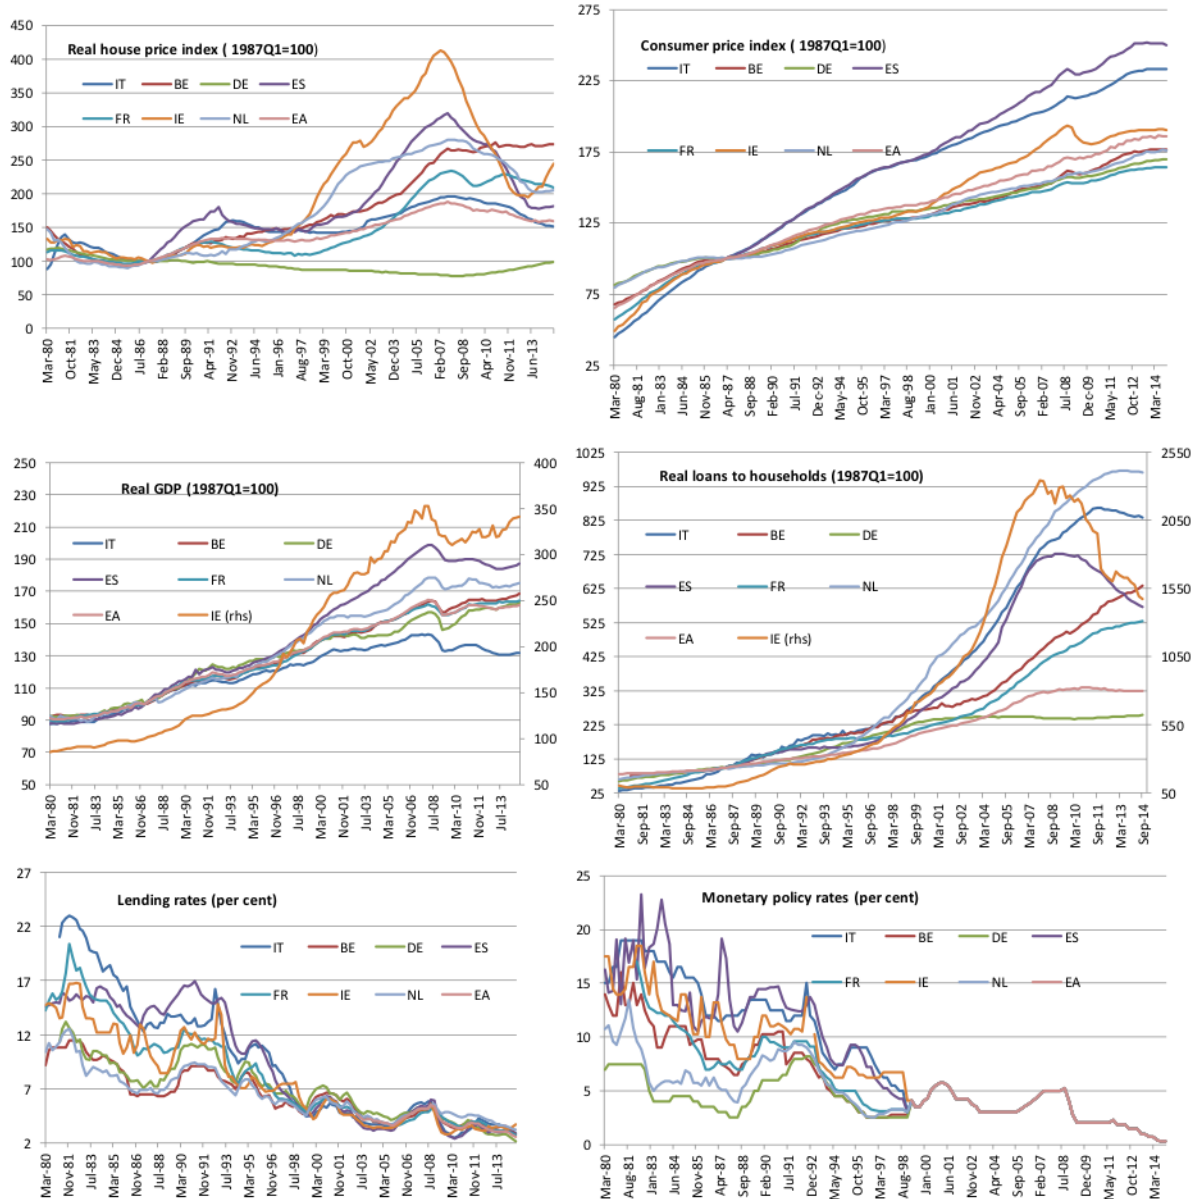 Real house price index ( 1987Q1=100)
IT BE DE ES
FR IE NL EA
450
400
350
300
250
200
150
100
50
0
Mar-80 Oct-81 May-83 Dec-84 Jul-86 Feb-88 Sep-89 Apr-91 Nov-92 Jun-94 Jan-96 Aug-97 Mar-99 Oct-00 May-02 Dec-03 Jul-05 Feb-07 Sep-08 Apr-10 Nov-11 Jun-13
Consumer price index ( 1987Q1=100)
IT BE DE ES
FR IE NL EA
275
225
175
125
75
25
Mar-80 Aug-81 Jan-83 Jun-84 Nov-85 Apr-87 Sep-88 Feb-90 Jul-91 Dec-92 May-94 Oct-95 Mar-97 Aug-98 Jan-00 Jun-01 Nov-02 Apr-04 Sep-05 Feb-07 Jul-08 Dec-09 May-11 Oct-12 Mar-14
Real GDP (1987Q1=100)
IT BE DE
ES FR NL
EA IE (rhs)
250
230
210
190
170
150
130
110
90
70
50
400
350
300
250
200
150
100
50
Mar-80 Nov-81 Jul-83 Mar-85 Nov-86 Jul-88 Mar-90 Nov-91 Jul-93 Mar-95 Nov-96 Jul-98 Mar-00 Nov-01 Jul-03 Mar-05 Nov-06 Jul-08 Mar-10 Nov-11 Jul-13
Real loans to households (1987Q1=100)
IT BE DE
ES FR NL
EA IE (rhs)
1025
925
825
725
625
525
425
325
225
125
25
2550
2050
1550
1050
550
50
Mar-80 Sep-81 Mar-83 Sep-84 Mar-86 Sep-87 Mar-89 Sep-90 Mar-92 Sep-93 Mar-95 Sep-96 Mar-98 Sep-99 Mar-01 Sep-02 Mar-04 Sep-05 Mar-07 Sep-08 Mar-10 Sep-11 Mar-13 Sep-14
Lending rates (per cent)
IT BE DE ES
FR IE NL EA
27
22
17
12
7
2
Mar-80 Nov-81 Jul-83 Mar-85 Nov-86 Jul-88 Mar-90 Nov-91 Jul-93 Mar-95 Nov-96 Jul-98 Mar-00 Nov-01 Jul-03 Mar-05 Nov-06 Jul-08 Mar-10 Nov-11 Jul-13
Monetary policy rates (per cent)
IT BE DE ES
FR IE NL EA
25
20
15
10
5
0
Mar-80 Aug-81 Jan-83 Jun-84 Nov-85 Apr-87 Sep-88 Feb-90 Jul-91 Dec-92 May-94 Oct-95 Mar-97 Aug-98 Jan-00 Jun-01 Nov-02 Apr-04 Sep-05 Feb-07 Jul-08 Dec-09 May-11 Oct-12 Mar-14